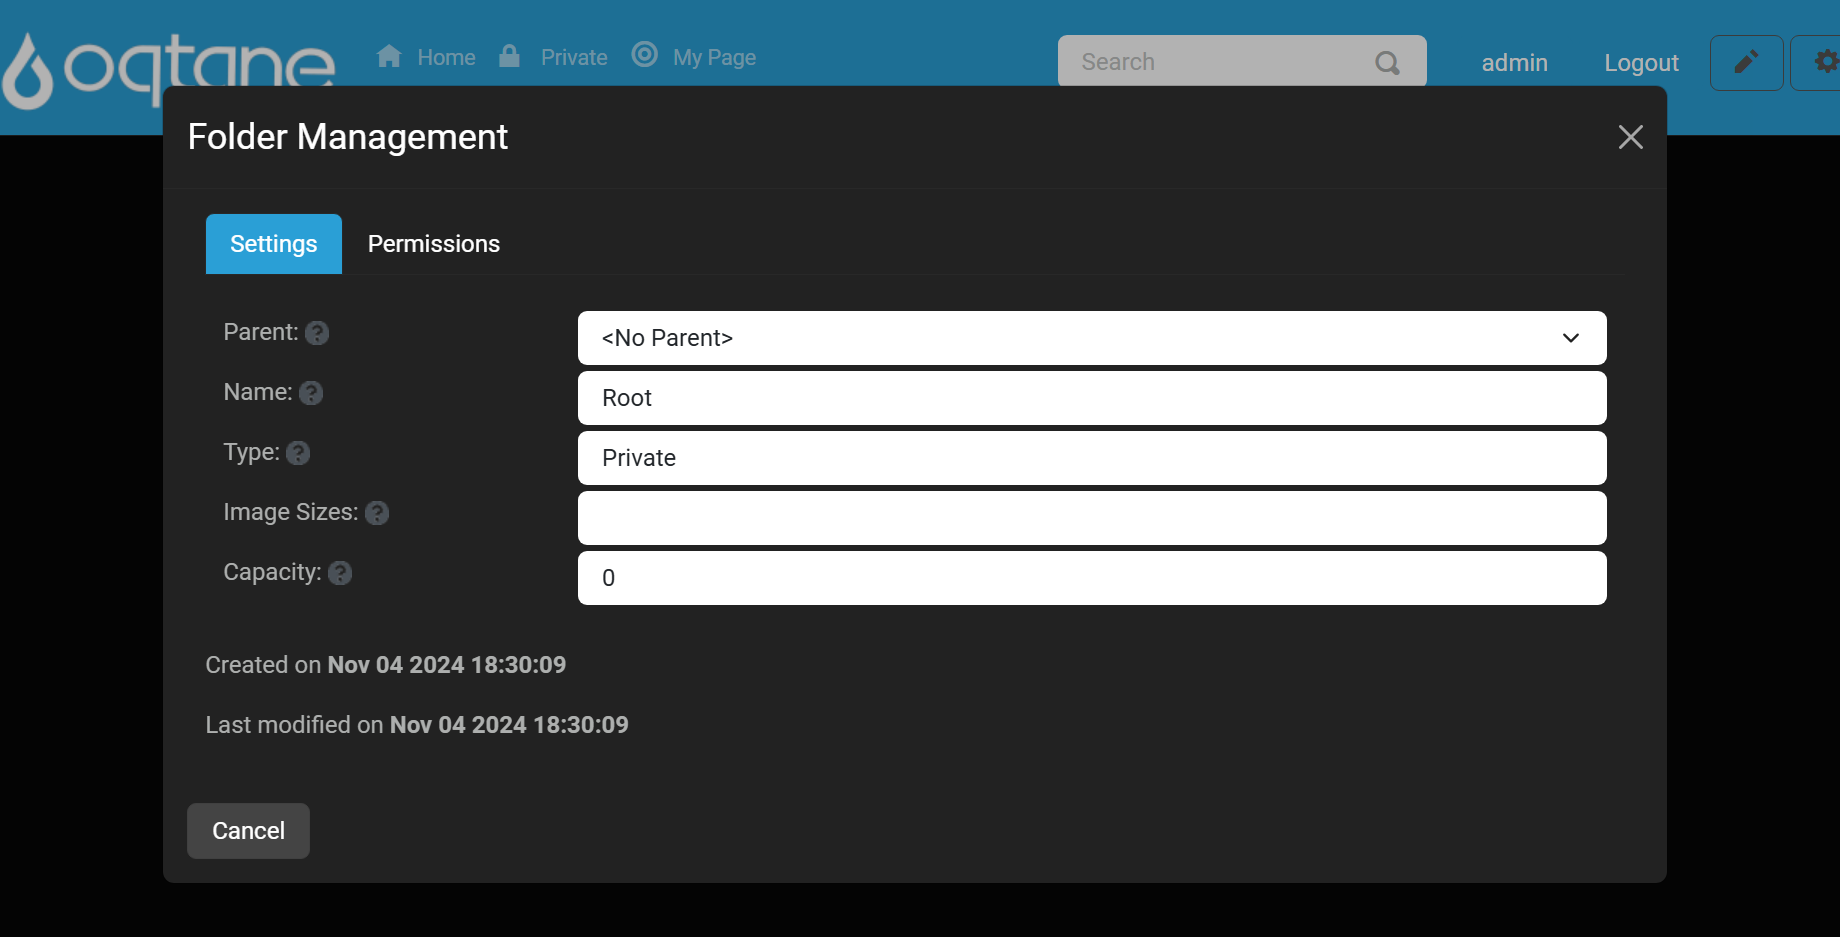 oqtane
Home Private My Page
Search
admin Logout
Folder Management
Settings Permissions
Parent: ? <No Parent>
Name: ? Root
Type: ? Private
Image Sizes: ?
Capacity: ? 0
Created on Nov 04 2024 18:30:09
Last modified on Nov 04 2024 18:30:09
Cancel